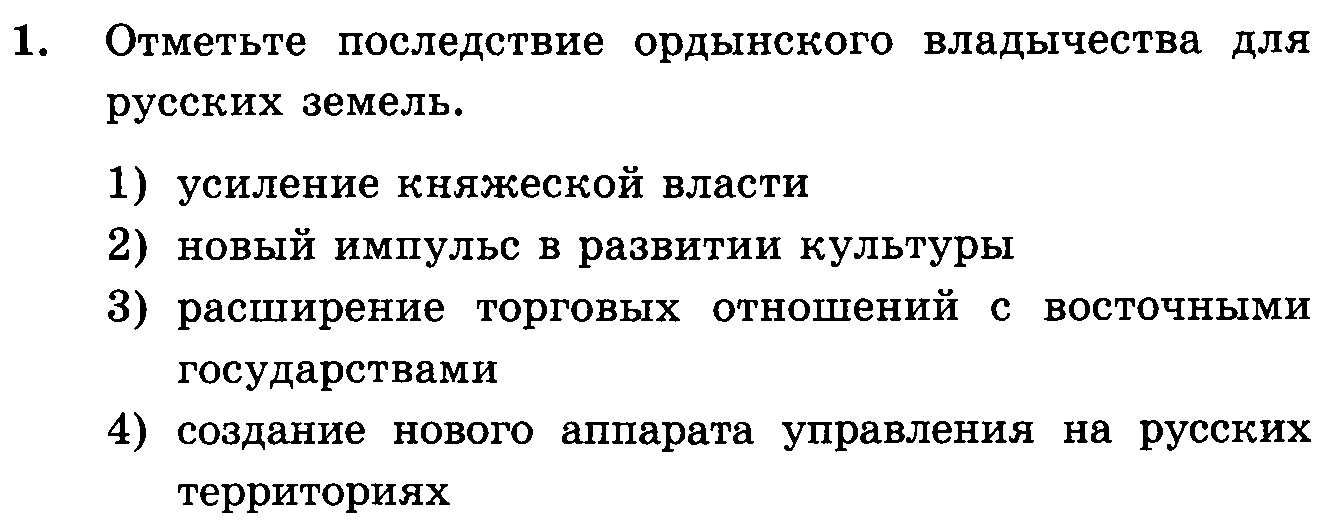 1. Отметьте последствие ордынского владычества для
русских земель.
1) усиление княжеской власти
2) новый импульс в развитии культуры
3) расширение торговых отношений с восточными
государствами
4) создание нового аппарата управления на русских
территориях